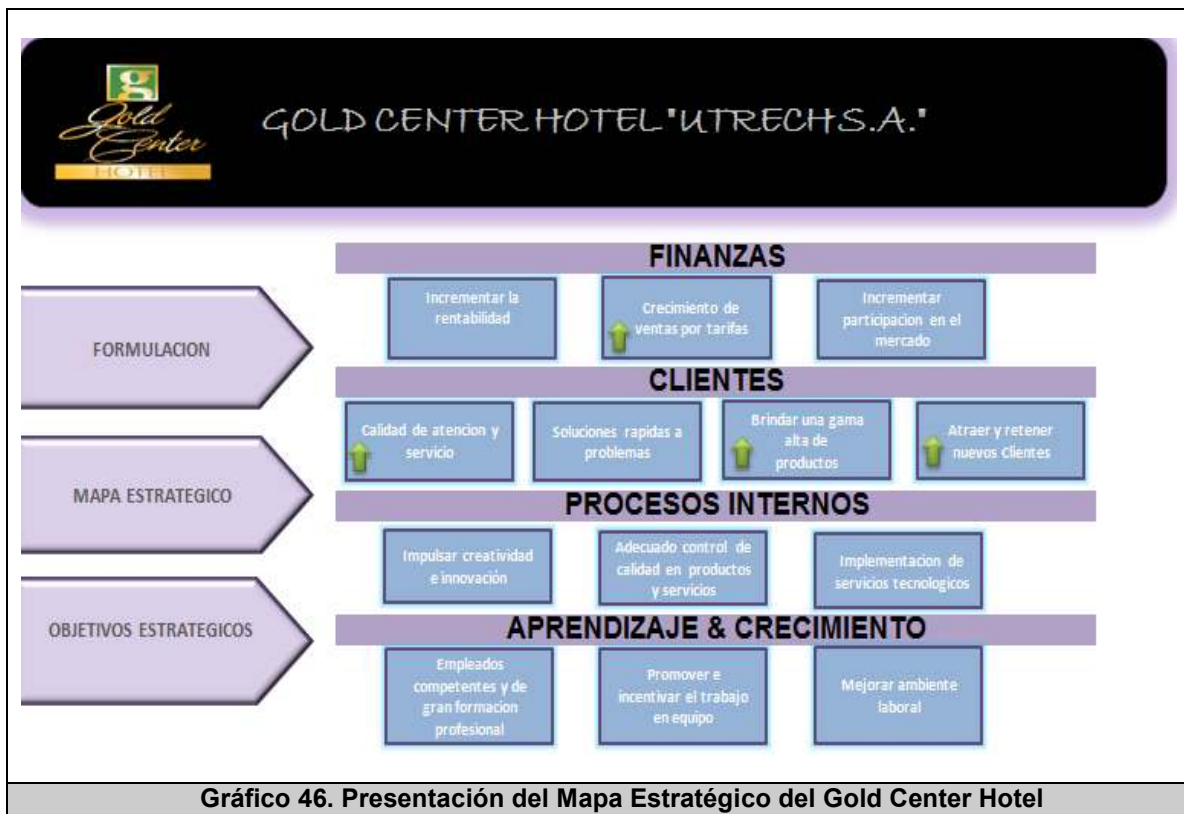 g
Gold
Center
HOTEL
GOLD CENTER HOTEL "UTRECH S.A."
FORMULACION
MAPA ESTRATEGICO
OBJETIVOS ESTRATEGICOS
FINANZAS
Incrementar la
rentabilidad
Crecimiento de
ventas por tarifas
Incrementar
participacion en el
mercado
CLIENTES
Calidad de atencion y
servicio
Soluciones rapidas a
problemas
Brindar una gama
alta de
productos
Atraer y retener
nuevos Clientes
PROCESOS INTERNOS
Impulsar creatividad
e innovación
Adecuado control de
calidad en productos
y servicios
Implementacion de
servicios tecnologicos
APRENDIZAJE & CRECIMIENTO
Empleados
competentes y de
gran formacion
profesional
Promover e
incentivar el trabajo
en equipo
Mejorar ambiente
laboral
Gráfico 46. Presentación del Mapa Estratégico del Gold Center Hotel